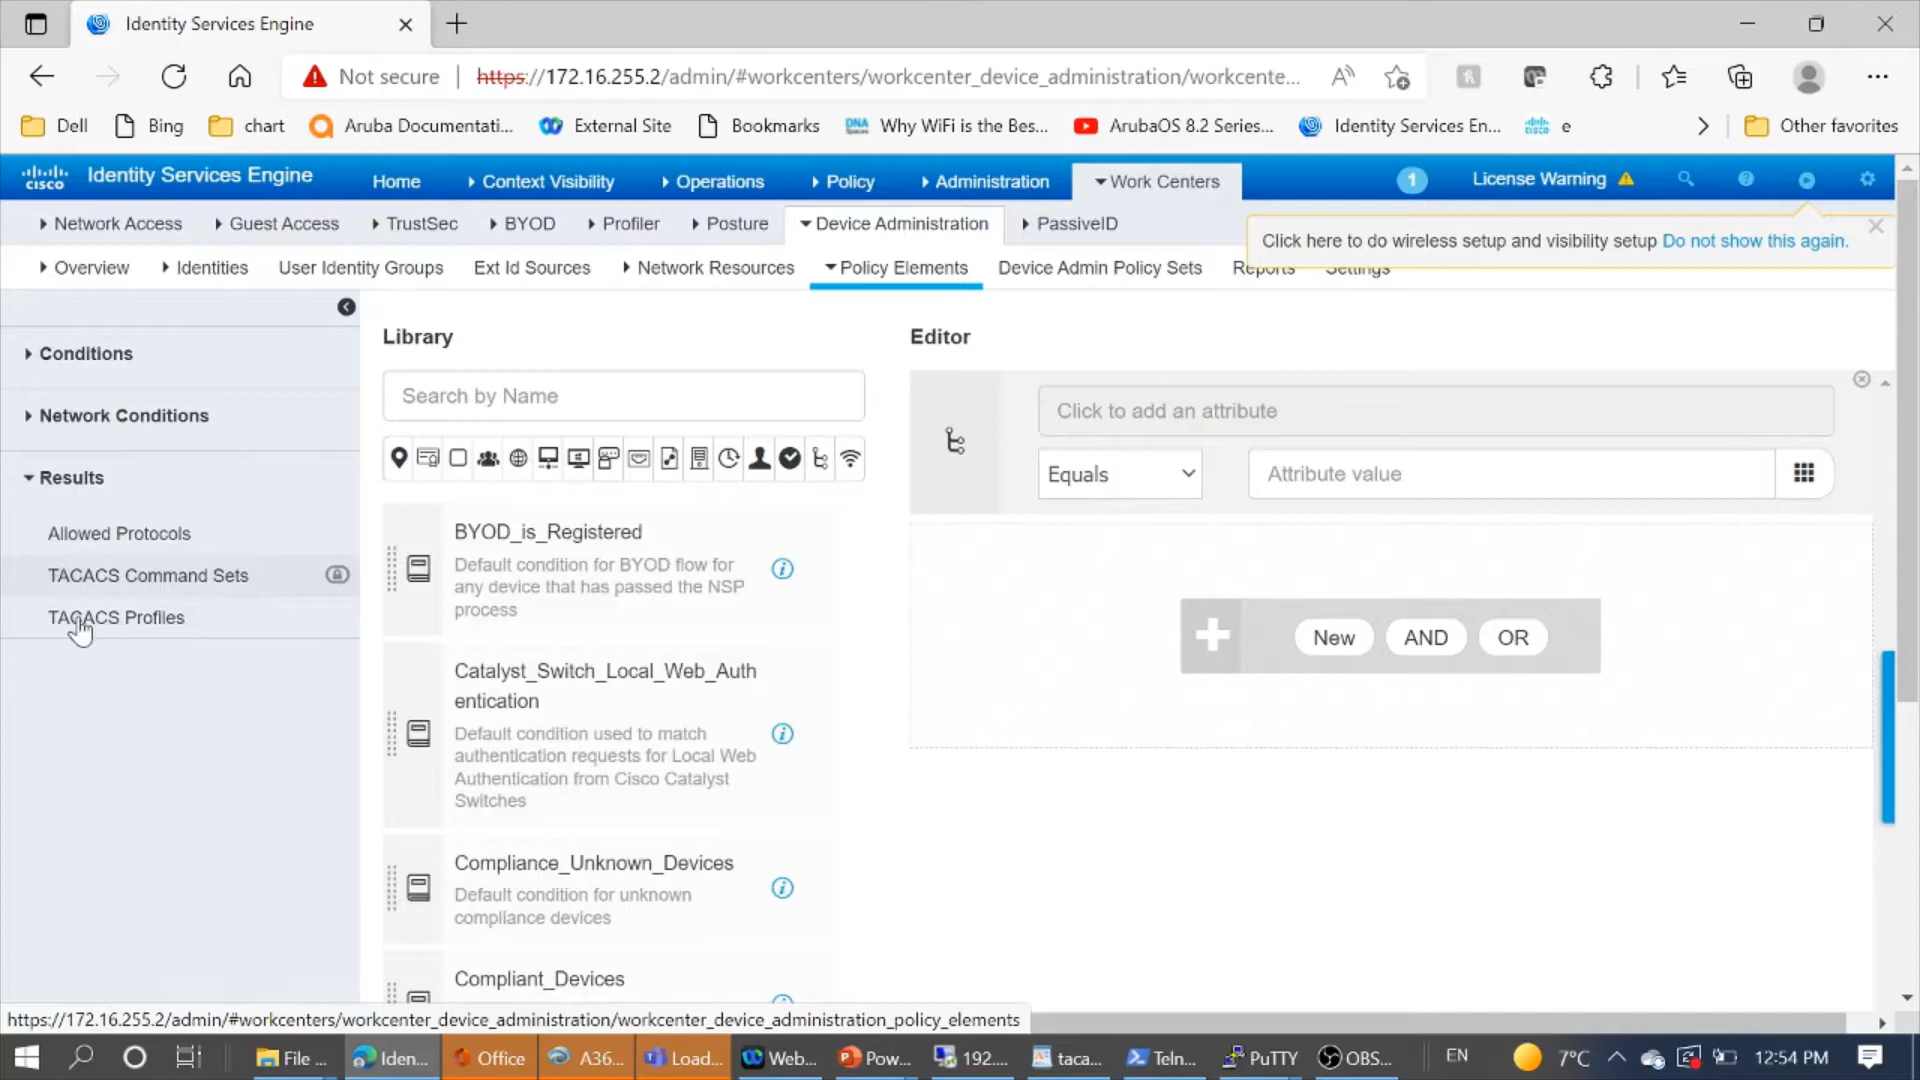 Identity Services Engine
Not secure
https://172.16.255.2/admin/#workcenters/workcenter_device_administration/workcente...
Dell
Bing
chart
Aruba Documentati...
External Site
Bookmarks
DNA Spaces
Why WiFi is the Bes...
ArubaOS 8.2 Series...
Identity Services En...
cisco
e
Other favorites
cisco
Identity Services Engine
Home
Context Visibility
Operations
Policy
Administration
Work Centers
1
License Warning
Network Access
Guest Access
TrustSec
BYOD
Profiler
Posture
Device Administration
PassiveID
Click here to do wireless setup and visibility setup Do not show this again.
Overview
Identities
User Identity Groups
Ext Id Sources
Network Resources
Policy Elements
Device Admin Policy Sets
Reports
Settings
Conditions
Network Conditions
Results
Allowed Protocols
TACACS Command Sets
TACACS Profiles
Library
Search by Name
BYOD_is_Registered
Default condition for BYOD flow for
any device that has passed the NSP
process
Catalyst_Switch_Local_Web_Auth
entication
Default condition used to match
authentication requests for Local Web
Authentication from Cisco Catalyst
Switches
Compliance_Unknown_Devices
Default condition for unknown
compliance devices
Compliant_Devices
Editor
Click to add an attribute
Equals
Attribute value
New
AND
OR
https://172.16.255.2/admin/#workcenters/workcenter_device_administration/workcenter_device_administration_policy_elements
File ...
Iden...
Office
A36...
Load...
Web...
Pow...
192....
taca...
Teln...
PuTTY
OBS...
EN
7°C
12:54 PM